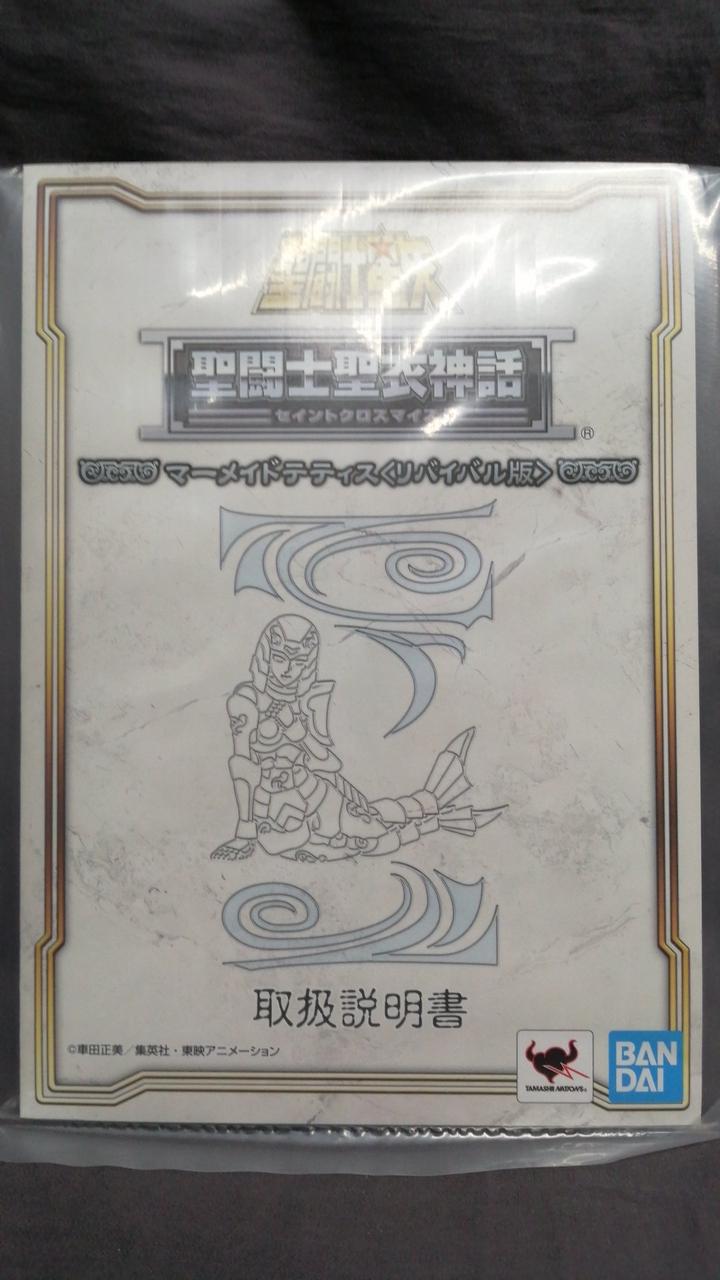 聖闘士星矢
聖闘士聖衣神話
セイントクロスマイス
®
マーメイドテティス〈リバイバル版〉
取扱説明書
©車田正美／集英社・東映アニメーション
TAMASHII NATIONS
BAN
DAI